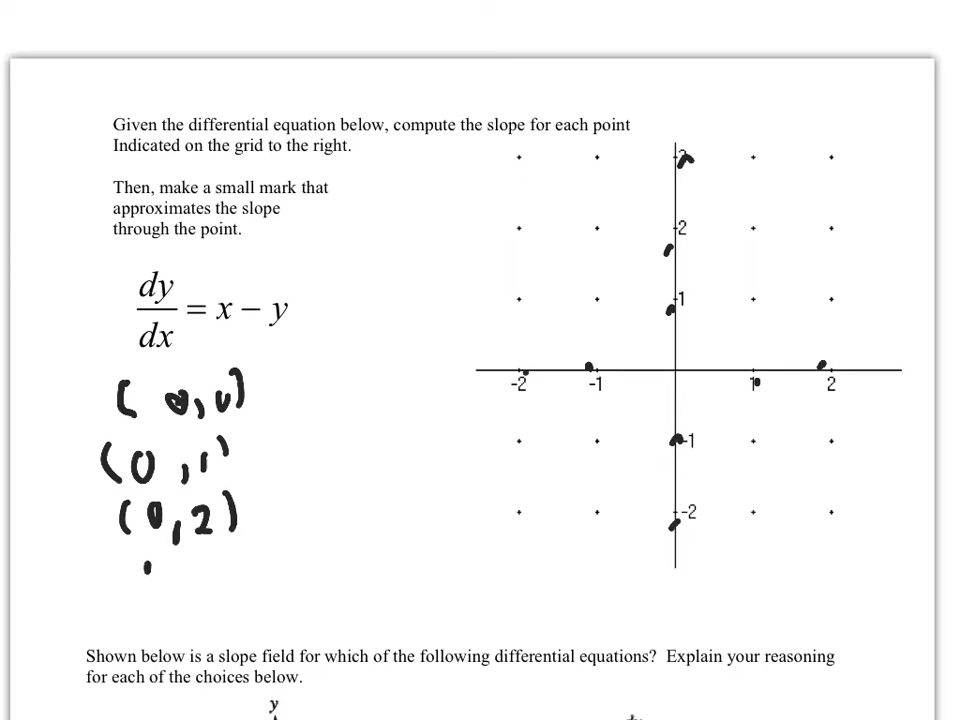 Given the differential equation below, compute the slope for each point
Indicated on the grid to the right.
Then, make a small mark that
approximates the slope
through the point.
dy/dx = x − y
(0,0)
(0,1)
(0,2)
2
1
-2 -1 1 2
-1
-2
Shown below is a slope field for which of the following differential equations? Explain your reasoning
for each of the choices below.
y